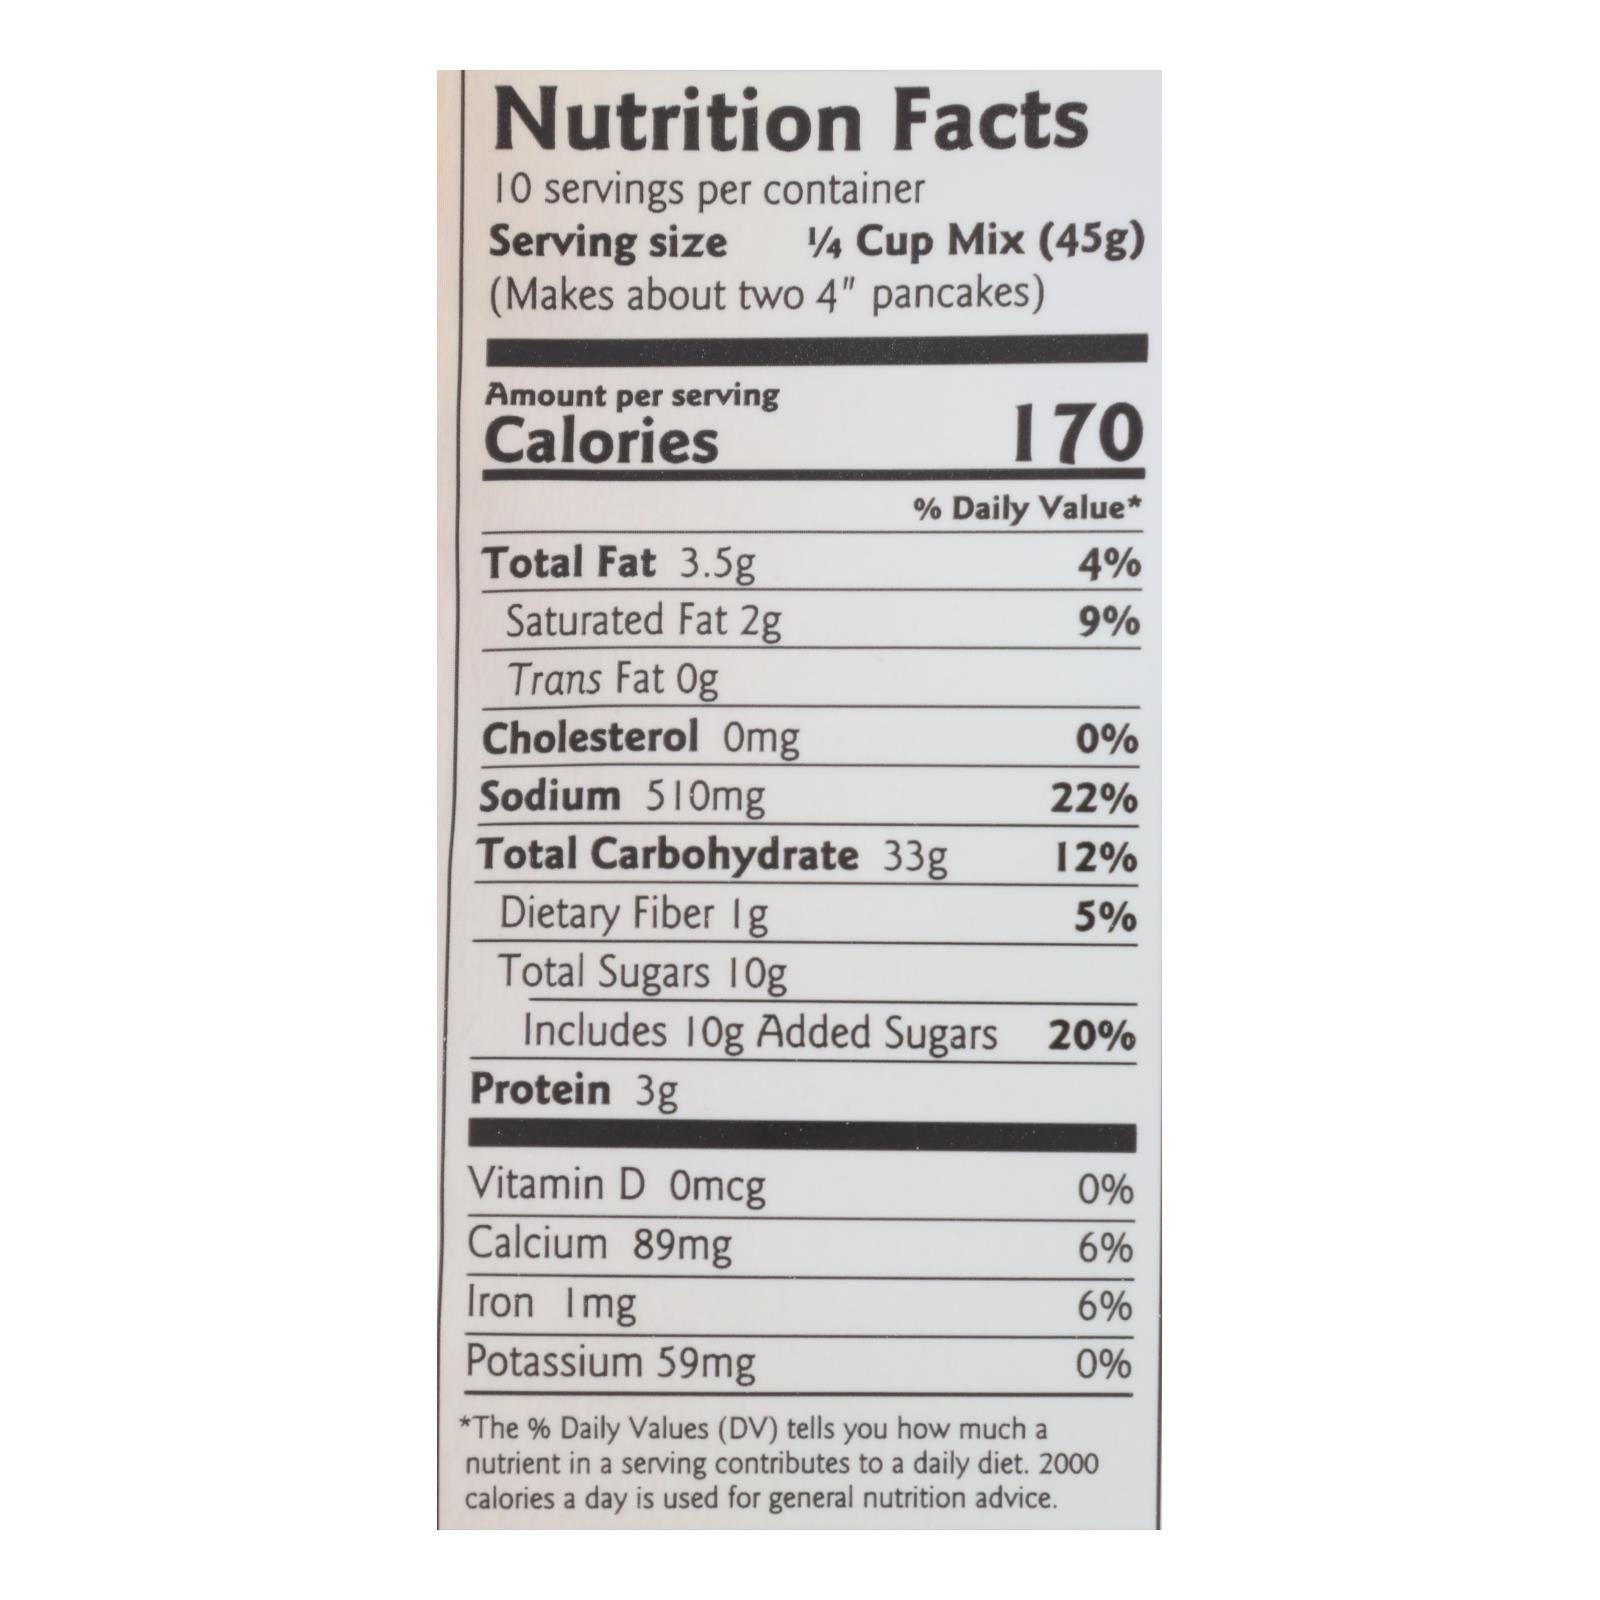 Nutrition Facts
10 servings per container
Serving size ¼ Cup Mix (45g)
(Makes about two 4" pancakes)
Amount per serving
Calories 170
% Daily Value*
Total Fat 3.5g 4%
Saturated Fat 2g 9%
Trans Fat 0g
Cholesterol 0mg 0%
Sodium 510mg 22%
Total Carbohydrate 33g 12%
Dietary Fiber 1g 5%
Total Sugars 10g
Includes 10g Added Sugars 20%
Protein 3g
Vitamin D 0mcg 0%
Calcium 89mg 6%
Iron 1mg 6%
Potassium 59mg 0%
*The % Daily Values (DV) tells you how much a
nutrient in a serving contributes to a daily diet. 2000
calories a day is used for general nutrition advice.